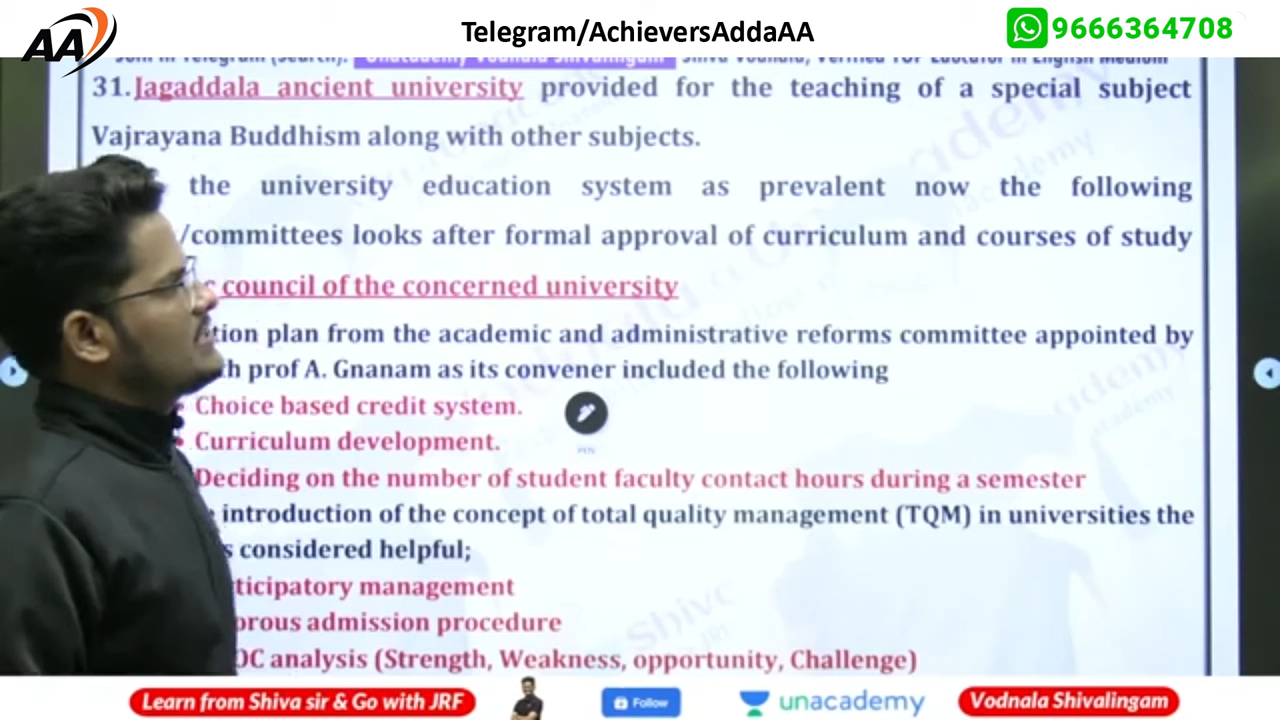 AA
Telegram/AchieversAddaAA
9666364708
Unacademy Vodnala Shivalingam
31.Jagaddala ancient university provided for the teaching of a special subject
Vajrayana Buddhism along with other subjects.
the university education system as prevalent now the following
/committees looks after formal approval of curriculum and courses of study
council of the concerned university
tion plan from the academic and administrative reforms committee appointed by
h prof A. Gnanam as its convener included the following
Choice based credit system.
• Curriculum development.
Deciding on the number of student faculty contact hours during a semester
introduction of the concept of total quality management (TQM) in universities the
s considered helpful;
ticipatory management
orous admission procedure
OC analysis (Strength, Weakness, opportunity, Challenge)
PEN
Learn from Shiva sir & Go with JRF
Follow
unacademy
Vodnala Shivalingam